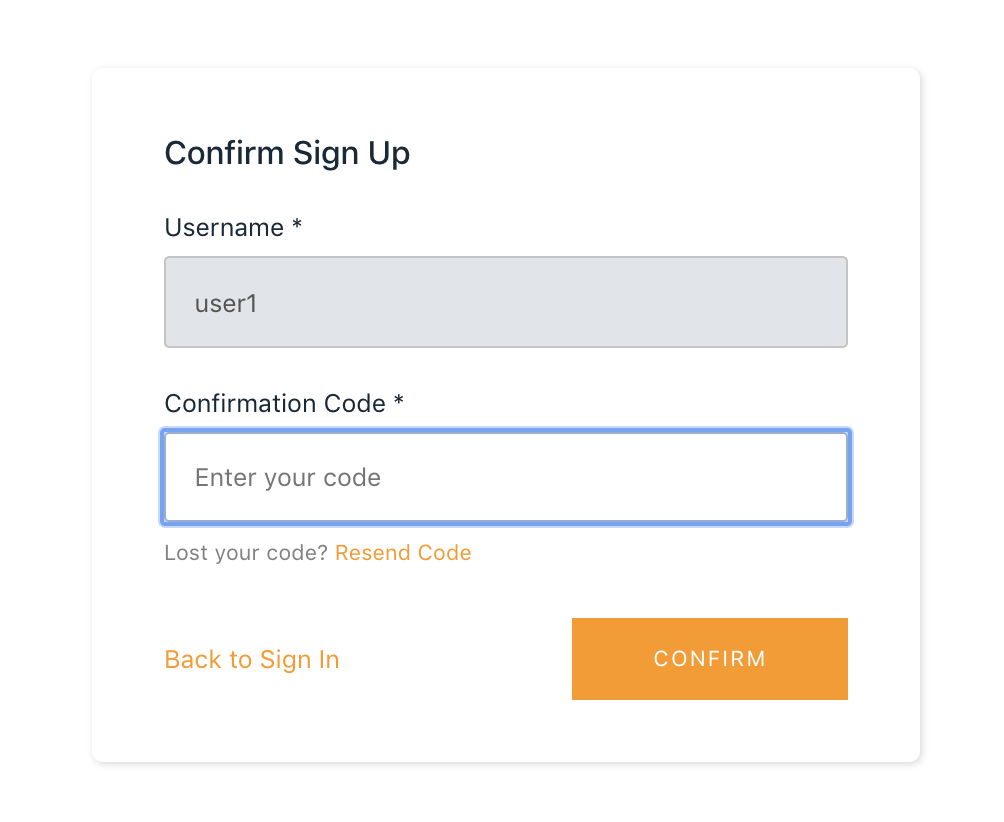 Confirm Sign Up
Username *
user1
Confirmation Code *
Enter your code
Lost your code? Resend Code
Back to Sign In
CONFIRM